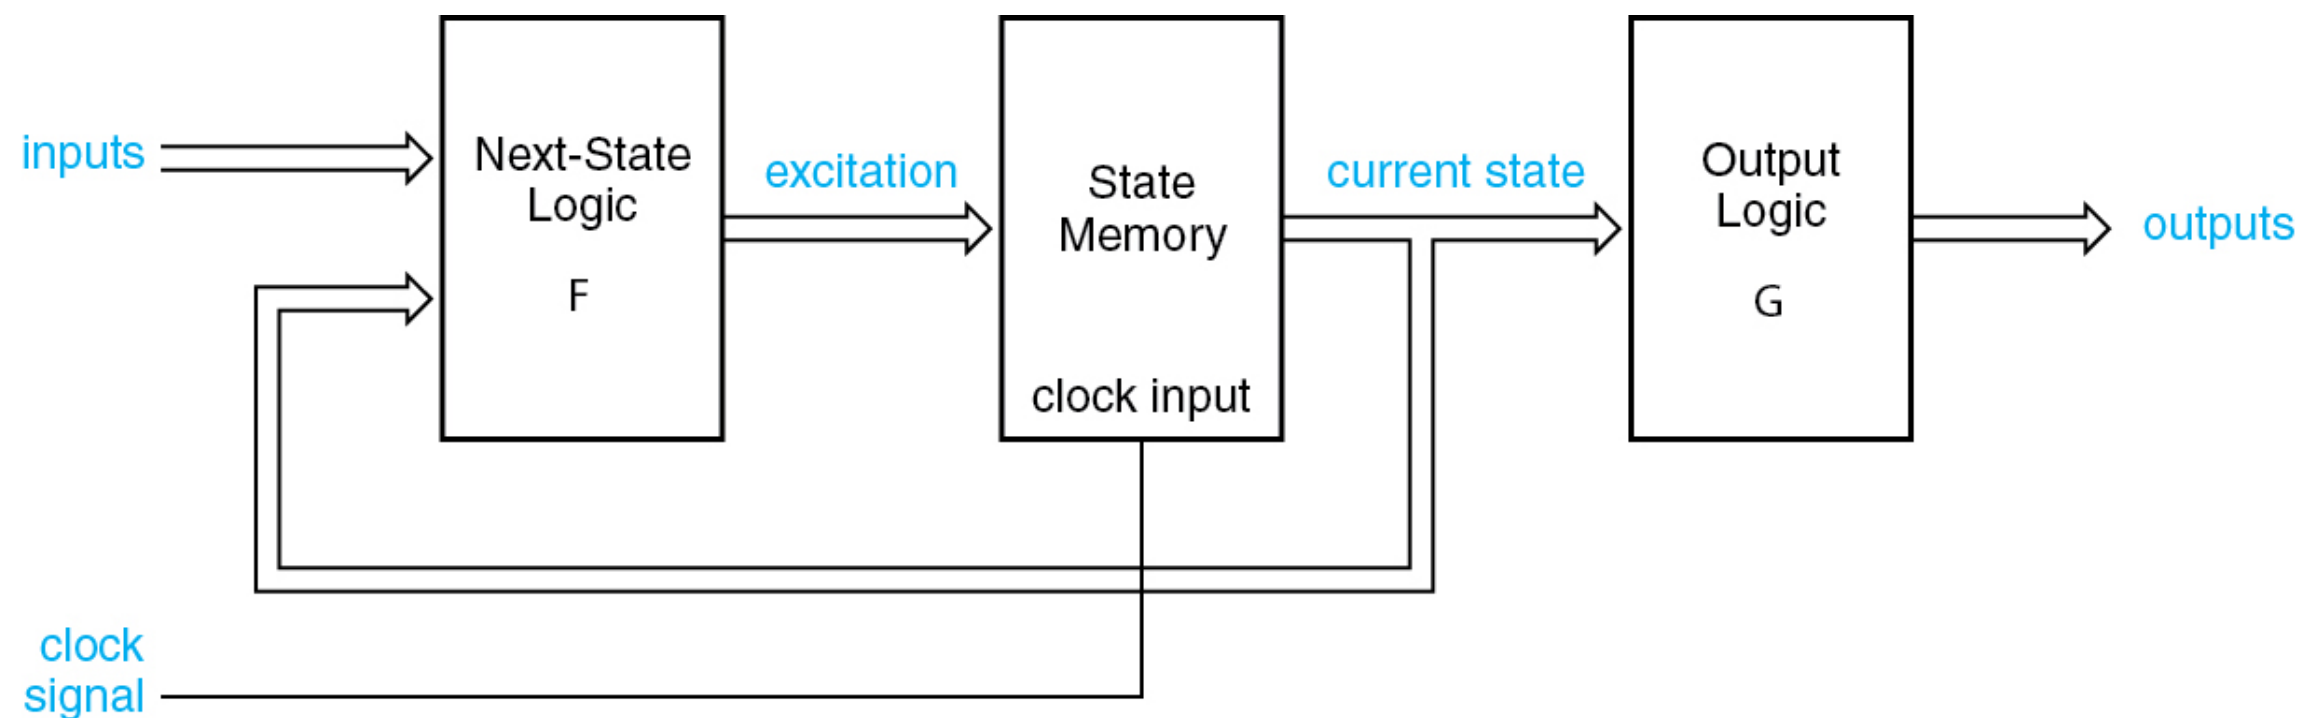 inputs
Next-State
Logic
F
excitation
State
Memory
clock input
current state
Output
Logic
G
outputs
clock
signal